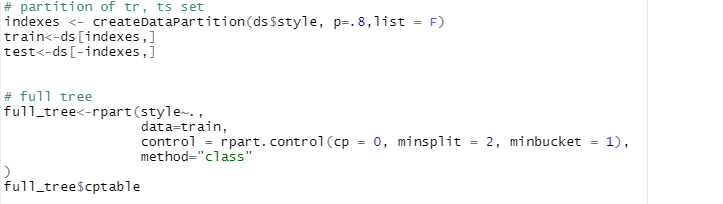 # partition of tr, ts set
indexes <- createDataPartition(ds$style, p=.8,list = F)
train<-ds[indexes,]
test<-ds[-indexes,]
# full tree
full_tree<-rpart(style~.,
data=train,
control = rpart.control(cp = 0, minsplit = 2, minbucket = 1),
method="class"
)
full_tree$cptable